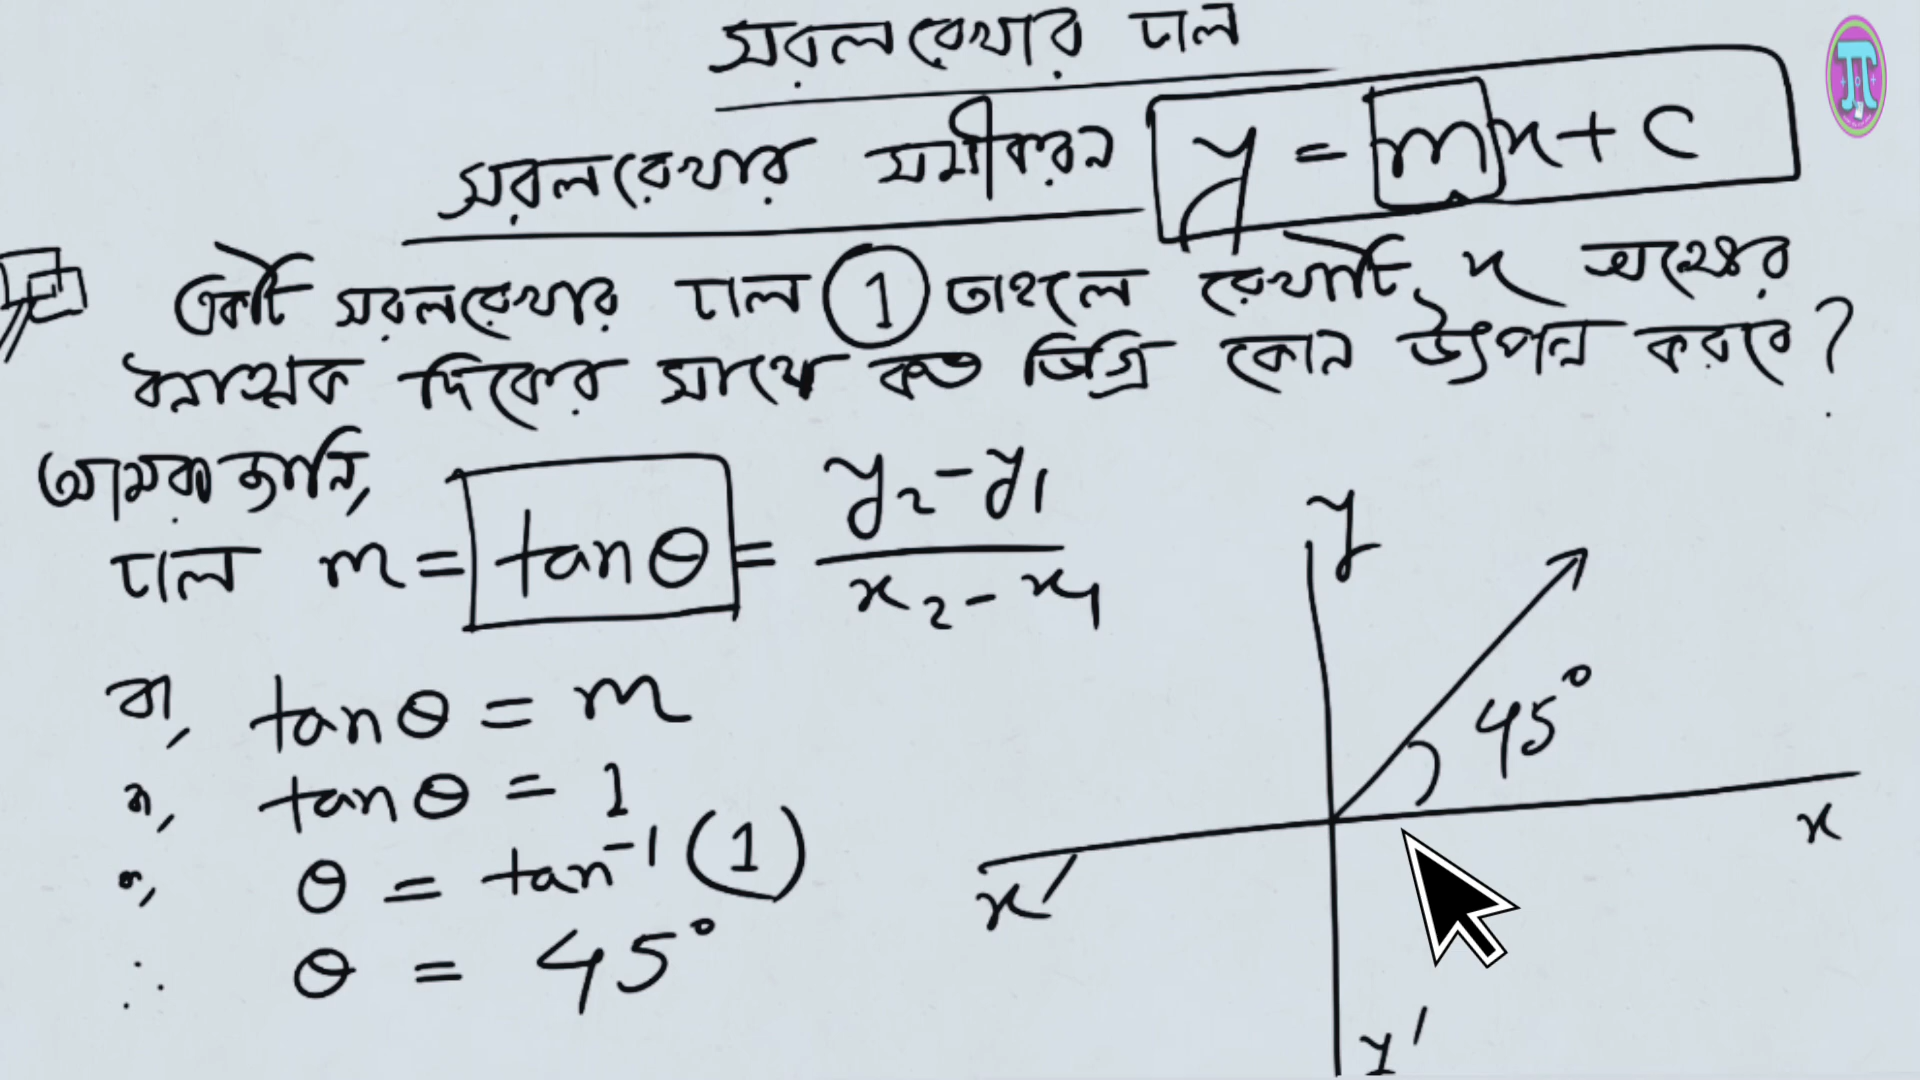 সরলরেখার ঢাল
সরলরেখার সমীকরন y = mx + c
একটি সরলরেখার ঢাল 1 তাহলে রেখাটি x অক্ষের
ধনাত্মক দিকের সাথে কত ডিগ্রি কোন উৎপন্ন করবে?
আমরা জানি,
ঢাল m = tanθ = y₂ - y₁ / x₂ - x₁
বা, tanθ = m
বা, tanθ = 1
বা, θ = tan⁻¹ (1)
∴ θ = 45°
y
45°
x
x'
y'